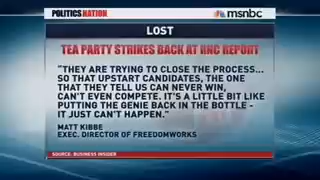 POLITICSNATION
msnbc
LOST
TEA PARTY STRIKES BACK AT RNC REPORT
"THEY ARE TRYING TO CLOSE THE PROCESS...
SO THAT UPSTART CANDIDATES, THE ONE
THAT THEY TELL US CAN NEVER WIN,
CAN'T EVEN COMPETE. IT'S A LITTLE BIT LIKE
PUTTING THE GENIE BACK IN THE BOTTLE -
IT JUST CAN'T HAPPEN."
MATT KIBBE
EXEC. DIRECTOR OF FREEDOMWORKS
SOURCE: BUSINESS INSIDER